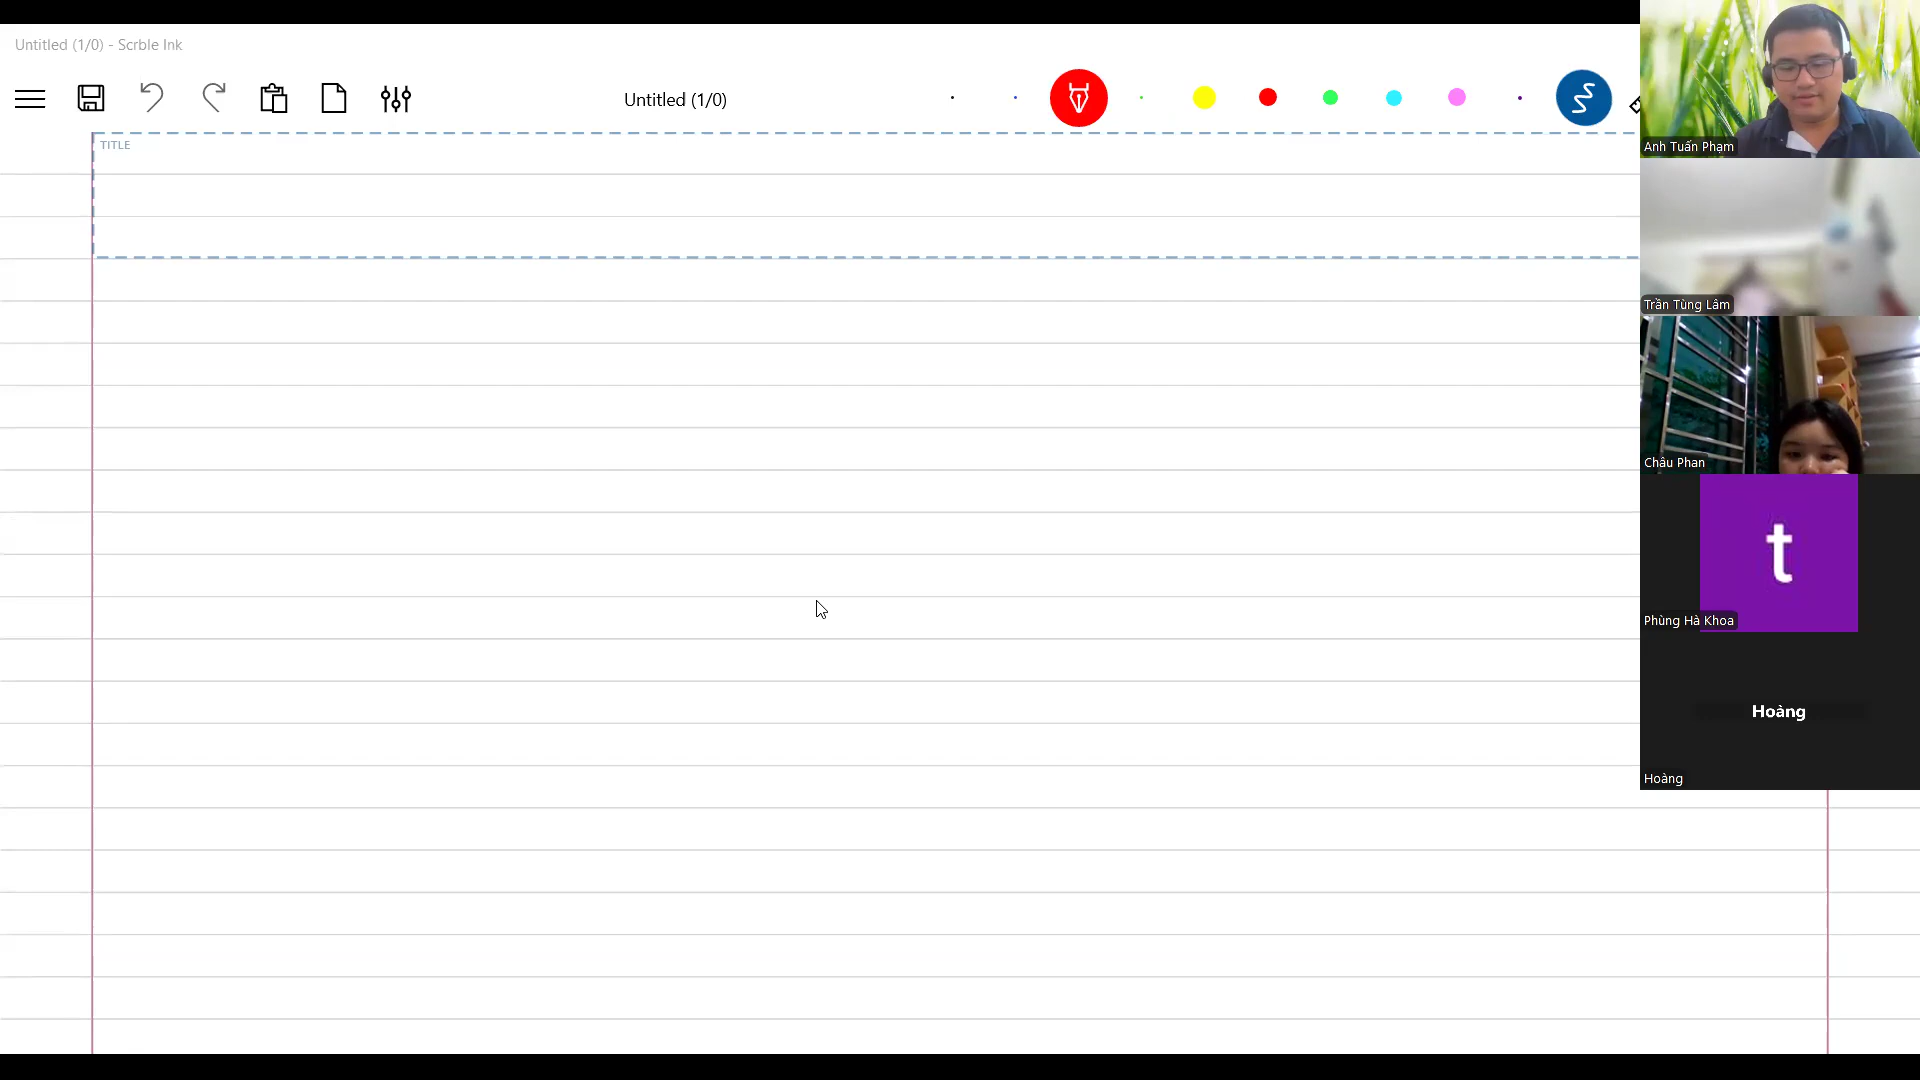 Untitled (1/0) - Scrble Ink
Untitled (1/0)
TITLE
Anh Tuấn Phạm
Trần Tùng Lâm
Châu Phan
t
Phùng Hà Khoa
Hoàng
Hoàng